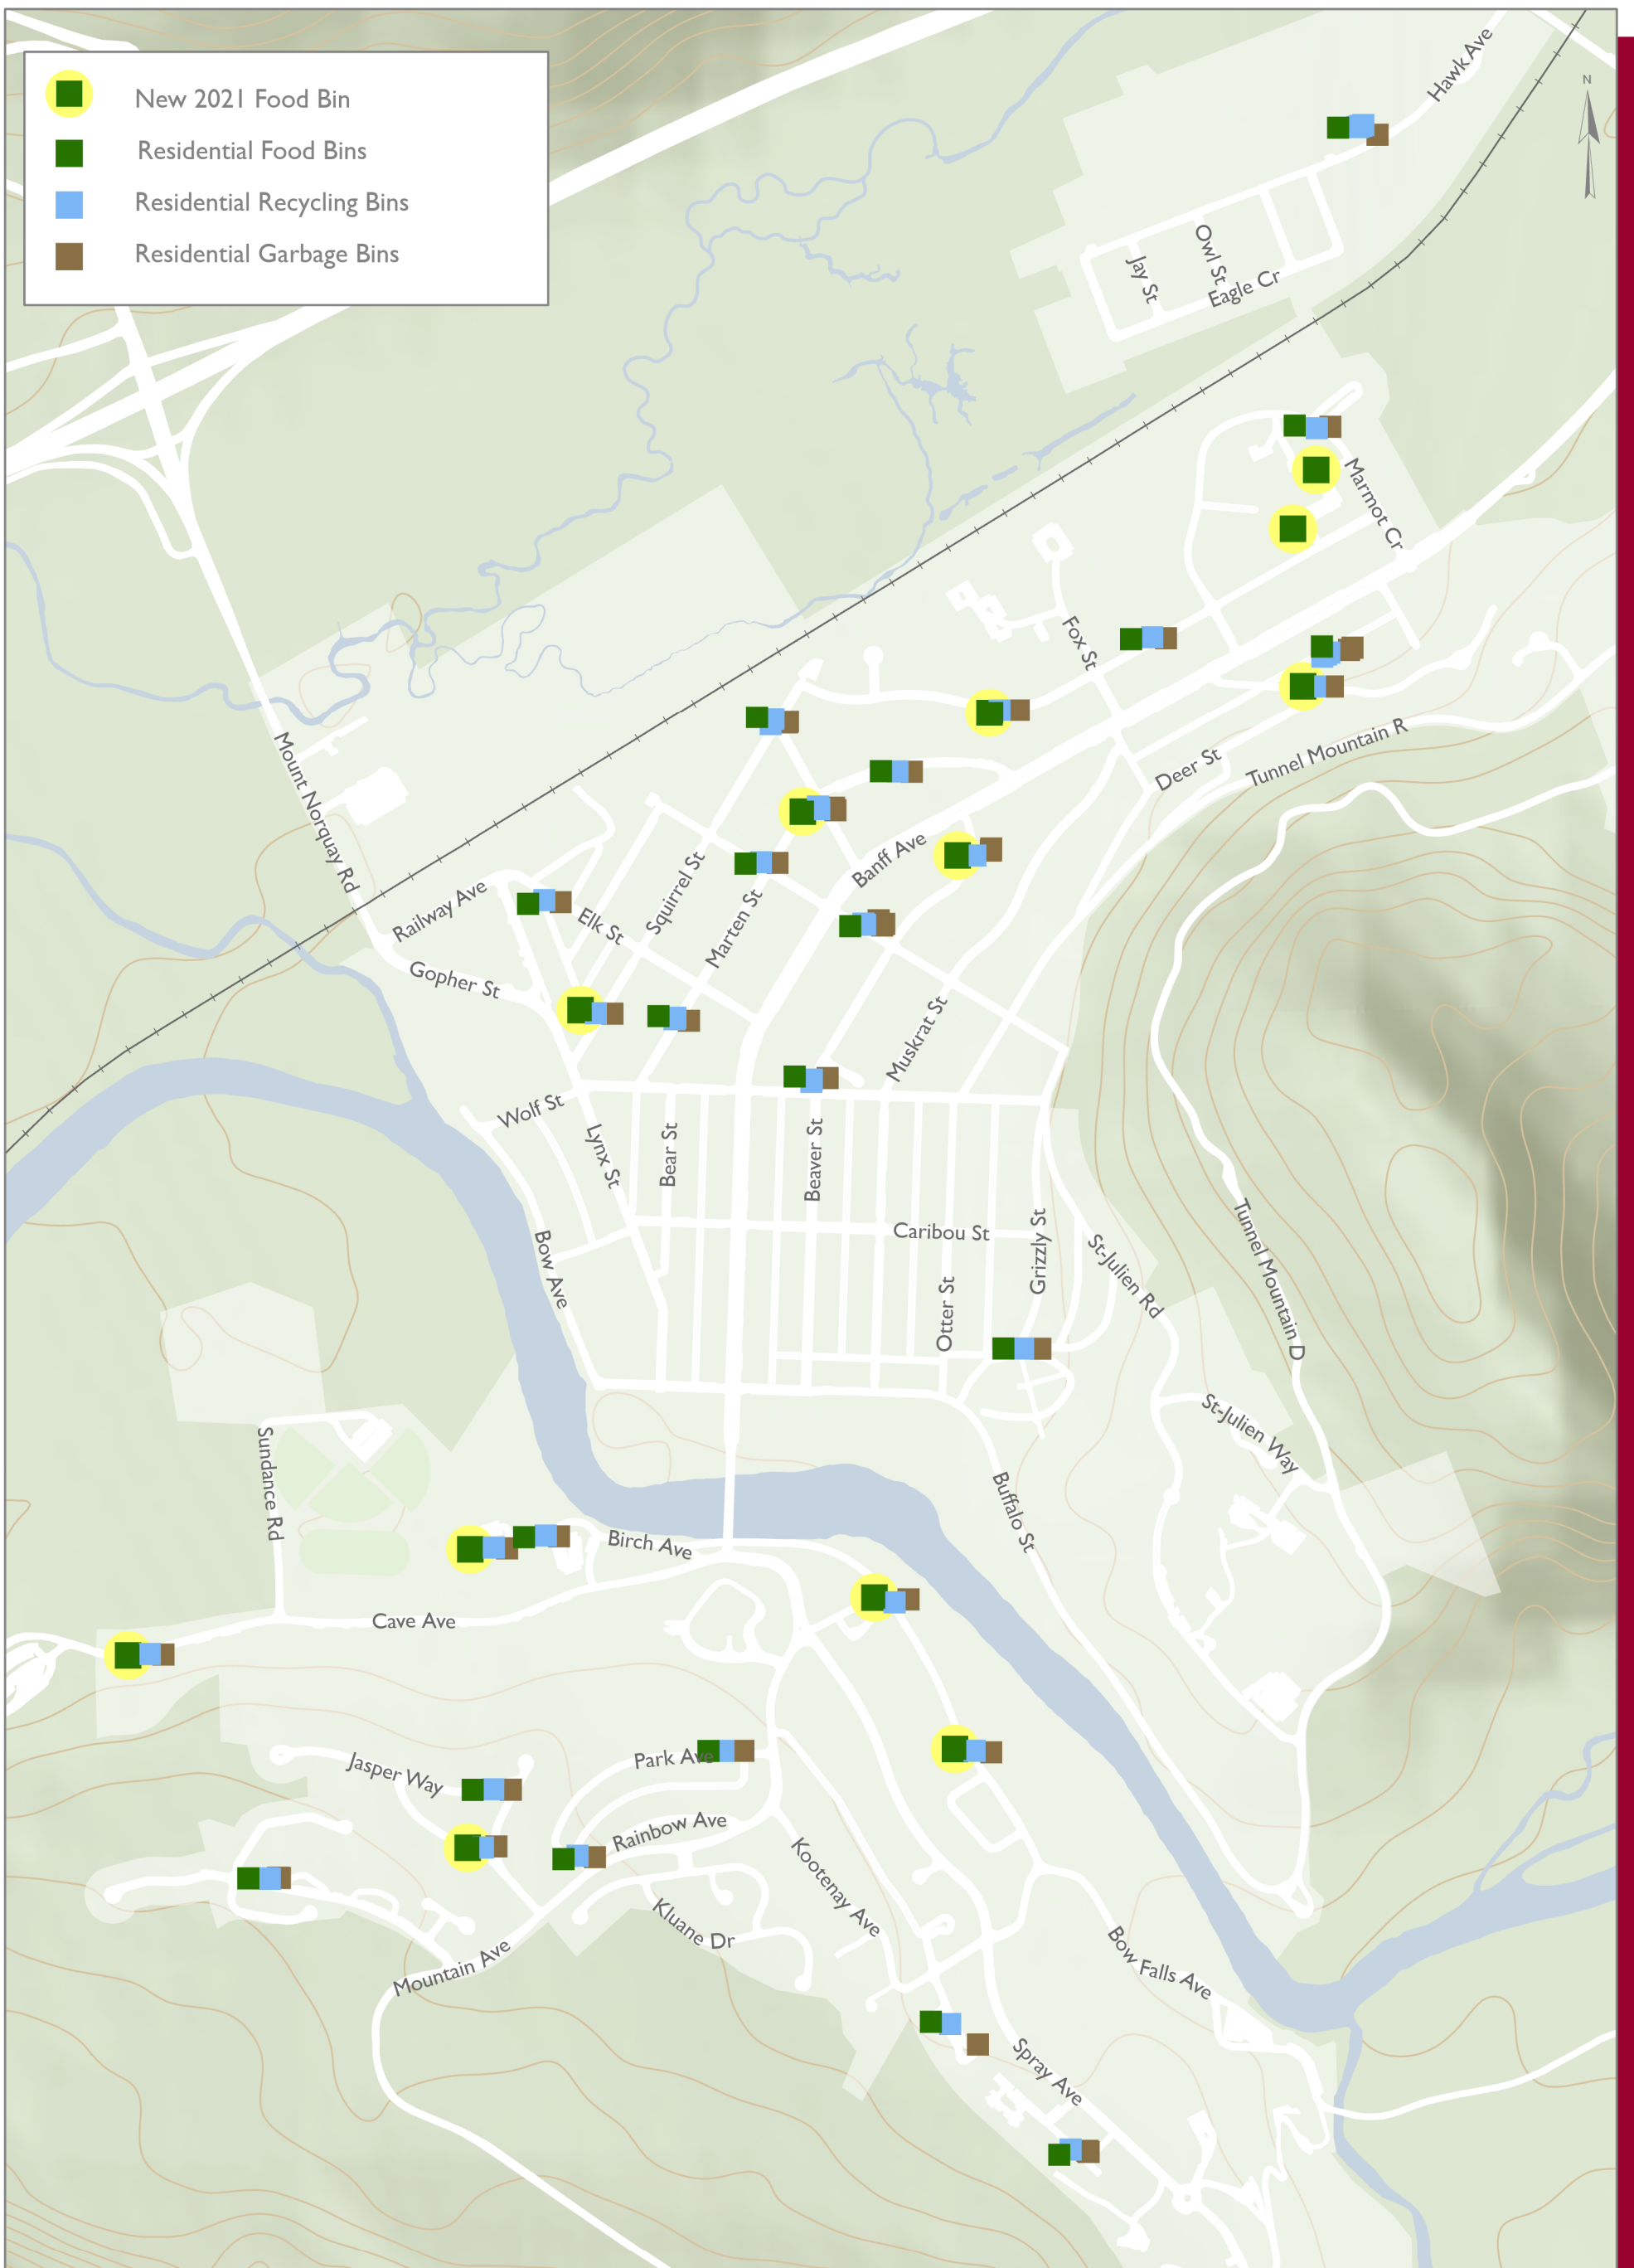 New 2021 Food Bin
Residential Food Bins
Residential Recycling Bins
Residential Garbage Bins
N
Hawk Ave
Owl St
Jay St
Eagle Cr
Marmot Cr
Fox St
Deer St
Tunnel Mountain R
Mount Norquay Rd
Banff Ave
Squirrel St
Railway Ave
Elk St
Marten St
Gopher St
Muskrat St
Wolf St
Lynx St
Bear St
Beaver St
Caribou St
Grizzly St
St-Julien Rd
Tunnel Mountain D
Bow Ave
Otter St
St-Julien Way
Sundance Rd
Buffalo St
Birch Ave
Cave Ave
Park Ave
Jasper Way
Rainbow Ave
Kootenay Ave
Kluane Dr
Mountain Ave
Bow Falls Ave
Spray Ave